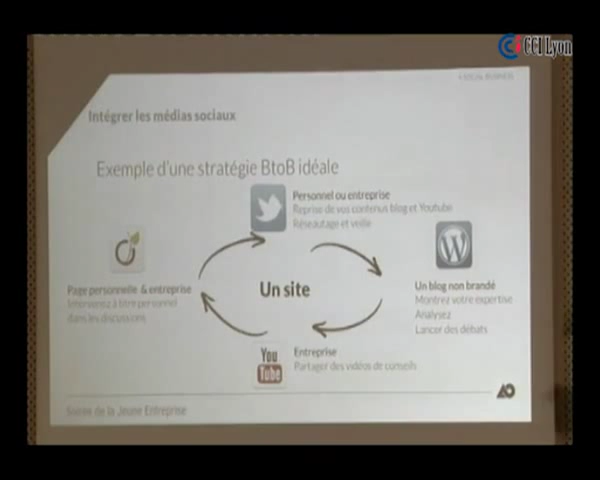 CCI Lyon
Intégrer les médias sociaux
Exemple d'une stratégie BtoB idéale
Personnel ou entreprise
Reprise de vos contenus blog et Youtube
Réseautage et veille
Page personnelle & entreprise
Intervenez à titre personnel
dans les discussions
Un site
Un blog non brandé
Montrez votre expertise
Analysez
Lancer des débats
You
Tube
Entreprise
Partager des vidéos de conseils
Soirée de la Jeune Entreprise